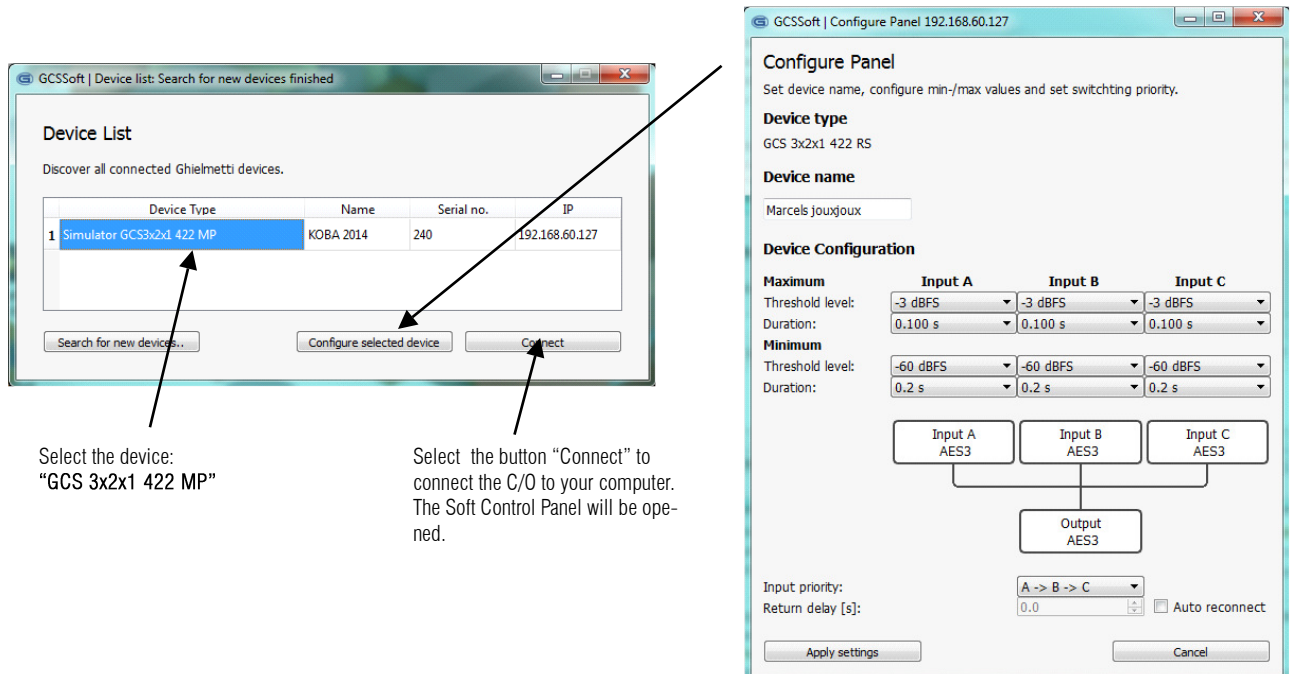 GCSSoft | Device list: Search for new devices finished
Device List
Discover all connected Ghielmetti devices.
Device Type Name Serial no. IP
1 Simulator GCS3x2x1 422 MP KOBA 2014 240 192.168.60.127
Search for new devices.. Configure selected device Connect
Select the device:
“GCS 3x2x1 422 MP”
Select the button “Connect” to
connect the C/O to your computer.
The Soft Control Panel will be ope-
ned.
GCSSoft | Configure Panel 192.168.60.127
Configure Panel
Set device name, configure min-/max values and set switchting priority.
Device type
GCS 3x2x1 422 RS
Device name
Marcels jouxjoux
Device Configuration
Maximum Input A Input B Input C
Threshold level: -3 dBFS -3 dBFS -3 dBFS
Duration: 0.100 s 0.100 s 0.100 s
Minimum
Threshold level: -60 dBFS -60 dBFS -60 dBFS
Duration: 0.2 s 0.2 s 0.2 s
Input A Input B Input C
AES3 AES3 AES3
Output
AES3
Input priority: A -> B -> C
Return delay [s]: 0.0 Auto reconnect
Apply settings Cancel